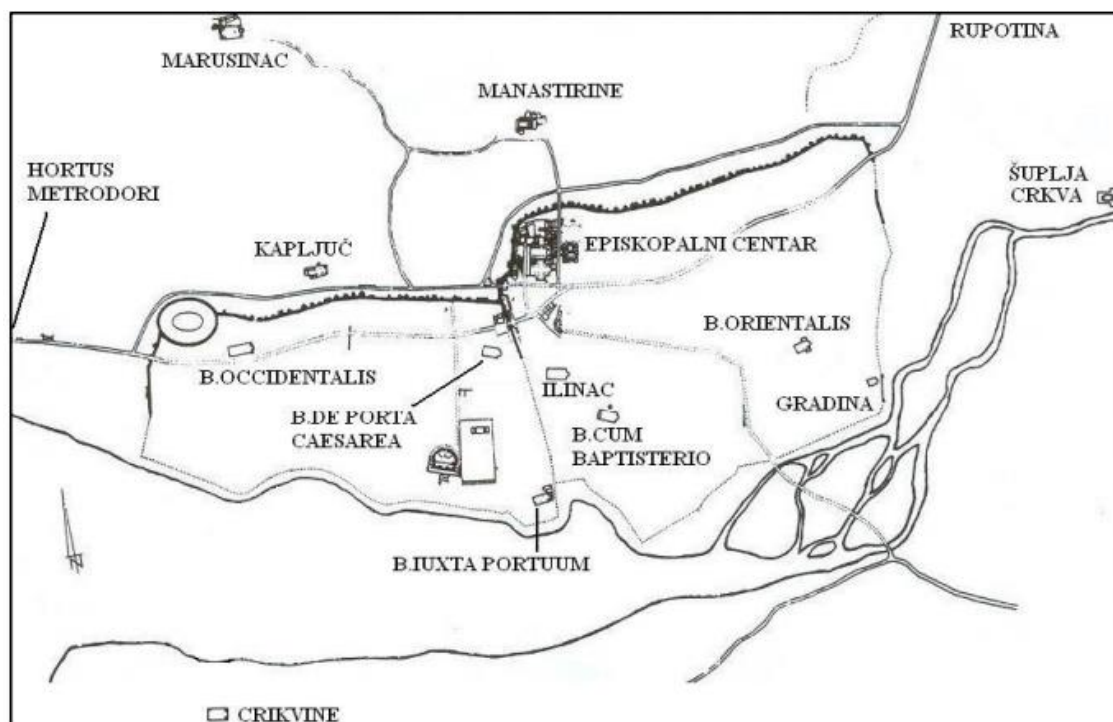 RUPOTINA
MARUSINAC
MANASTIRINE
HORTUS
METRODORI
ŠUPLJA
CRKVA
KAPLJUČ
EPISKOPALNI CENTAR
B.ORIENTALIS
B.OCCIDENTALIS
ILINAC
GRADINA
B.DE PORTA
CAESAREA
B.CUM
BAPTISTERIO
B.IUXTA PORTUUM
N
CRIKVINE